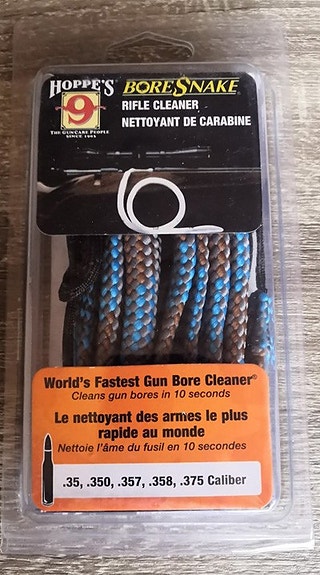 HOPPE'S
9
THE GUNCARE PEOPLE
SINCE 1903
BORESNAKE®
RIFLE CLEANER
NETTOYANT DE CARABINE
World's Fastest Gun Bore Cleaner®
Cleans gun bores in 10 seconds
Le nettoyant des armes le plus
rapide au monde
Nettoie l'âme du fusil en 10 secondes
.35, .350, .357, .358, .375 Caliber